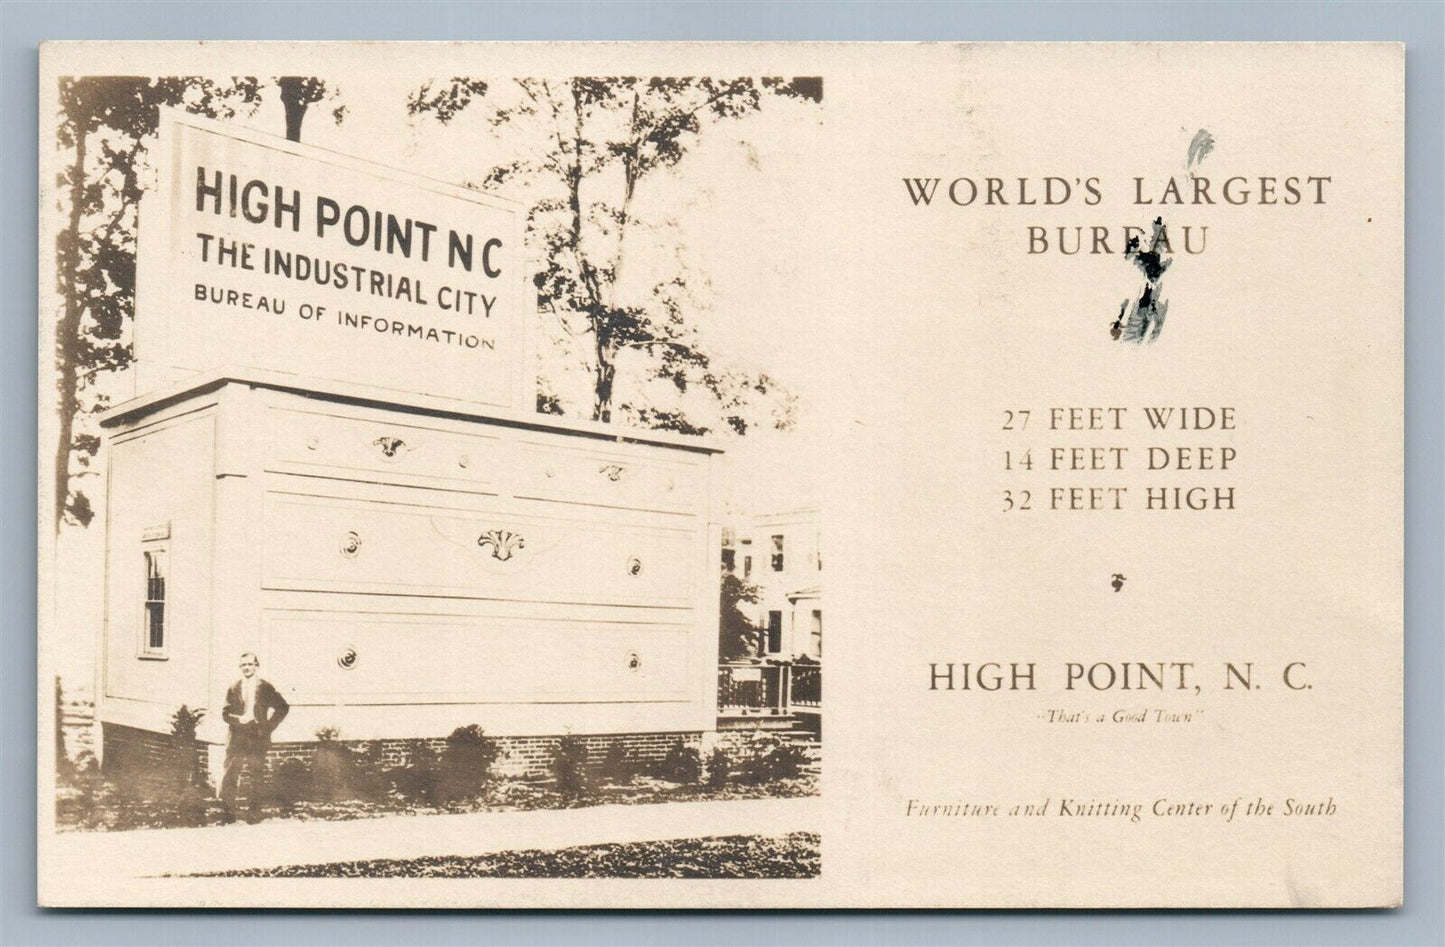 HIGH POINT N C
THE INDUSTRIAL CITY
BUREAU OF INFORMATION
WORLD'S LARGEST
BUREAU
27 FEET WIDE
14 FEET DEEP
32 FEET HIGH
HIGH POINT, N. C.
"That's a Good Town"
Furniture and Knitting Center of the South